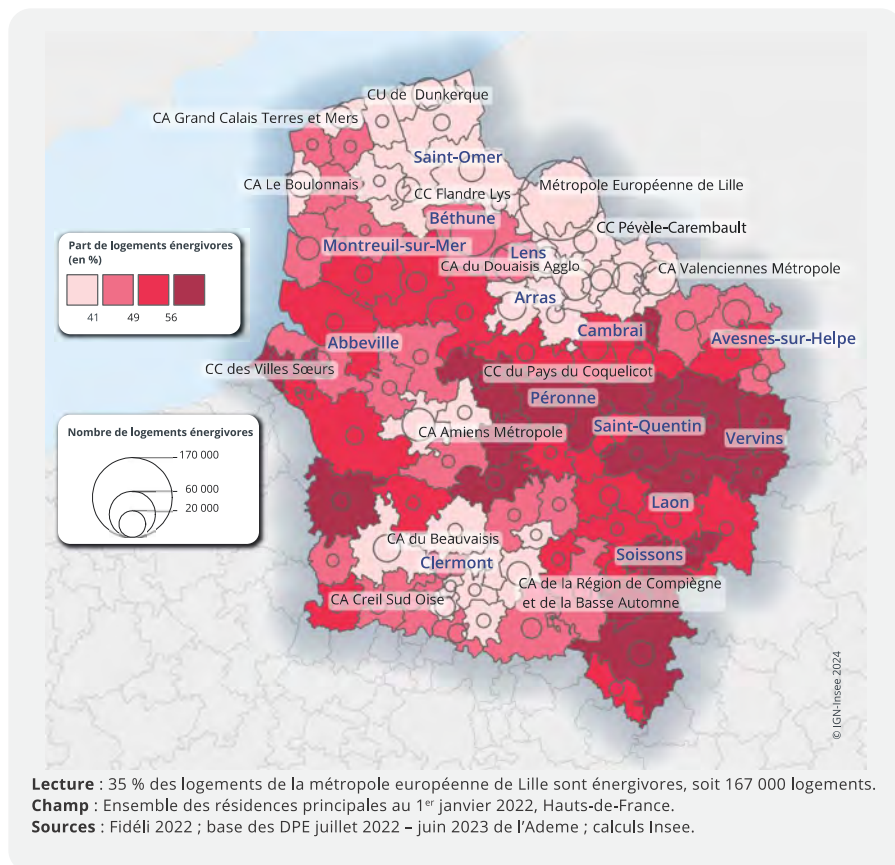 CU de Dunkerque
CA Grand Calais Terres et Mers
Saint-Omer
CA Le Boulonnais
CC Flandre Lys
Métropole Européenne de Lille
Béthune
CC Pévèle-Carembault
Montreuil-sur-Mer
Lens
CA du Douaisis Agglo
CA Valenciennes Métropole
Arras
Cambrai
Avesnes-sur-Helpe
Abbeville
CC des Villes Sœurs
CC du Pays du Coquelicot
Péronne
CA Amiens Métropole
Saint-Quentin
Vervins
Laon
CA du Beauvaisis
Clermont
Soissons
CA Creil Sud Oise
CA de la Région de Compiègne
et de la Basse Automne
Part de logements énergivores
(en %)
41 49 56
Nombre de logements énergivores
170 000
60 000
20 000
© IGN-Insee 2024
Lecture : 35 % des logements de la métropole européenne de Lille sont énergivores, soit 167 000 logements.
Champ : Ensemble des résidences principales au 1er janvier 2022, Hauts-de-France.
Sources : Fidéli 2022 ; base des DPE juillet 2022 – juin 2023 de l'Ademe ; calculs Insee.